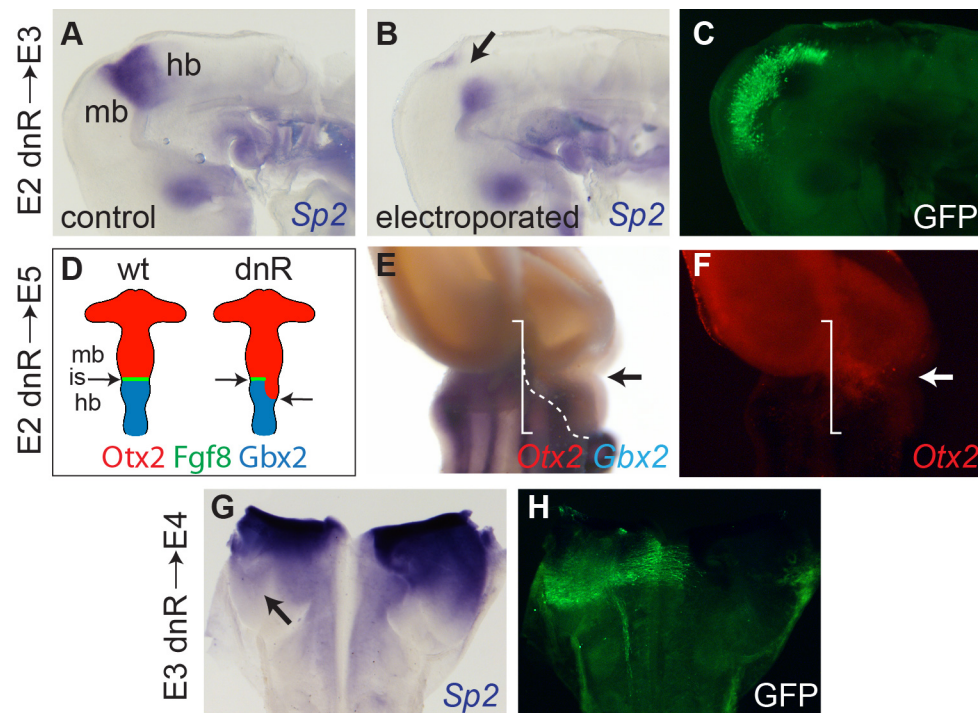 E2 dnR → E3
A
hb
mb
control
Sp2
B
electroporated
Sp2
C
GFP
E2 dnR → E5
D
wt
dnR
mb
is
hb
Otx2 Fgf8 Gbx2
E
Otx2 Gbx2
F
Otx2
E3 dnR → E4
G
Sp2
H
GFP